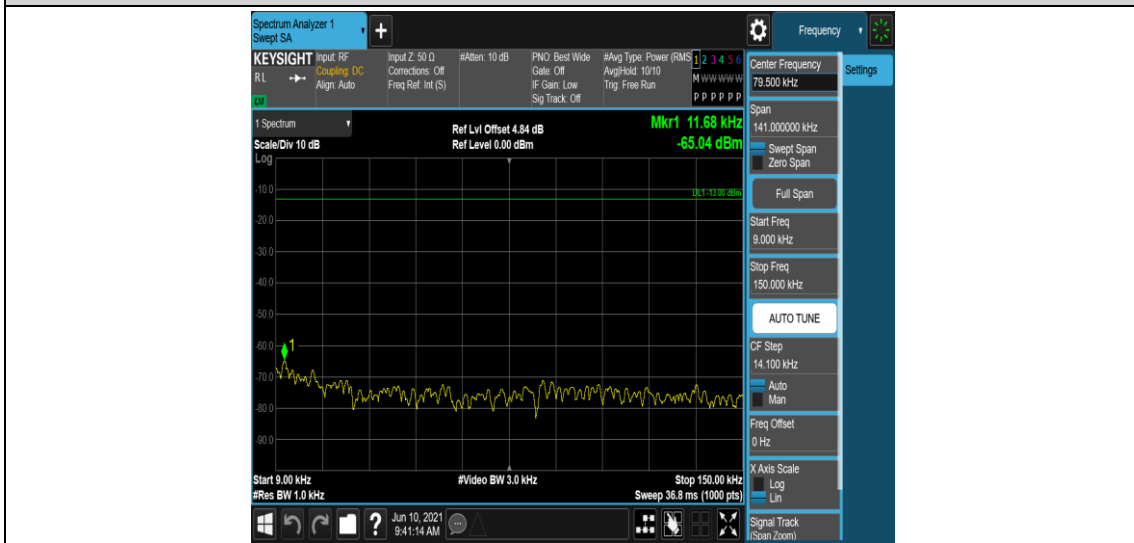 Spectrum Analyzer 1
Swept SA
+
Frequency
KEYSIGHT
RL
LXI
Input: RF
Coupling: DC
Align: Auto
Input Z: 50 Ω
Corrections: Off
Freq Ref: Int (S)
#Atten: 10 dB
PNO: Best Wide
Gate: Off
IF Gain: Low
Sig Track: Off
#Avg Type: Power (RMS
Avg|Hold: 10/10
Trig: Free Run
1 2 3 4 5 6
M W W W W W
P P P P P P
1 Spectrum
Scale/Div 10 dB
Ref Lvl Offset 4.84 dB
Ref Level 0.00 dBm
Mkr1 11.68 kHz
-65.04 dBm
Log
-10.0
DL1 -13.00 dBm
-20.0
-30.0
-40.0
-50.0
-60.0
1
-70.0
-80.0
-90.0
Start 9.00 kHz
#Res BW 1.0 kHz
#Video BW 3.0 kHz
Stop 150.00 kHz
Sweep 36.8 ms (1000 pts)
?
Jun 10, 2021
9:41:14 AM
Center Frequency
79.500 kHz
Settings
Span
141.000000 kHz
Swept Span
Zero Span
Full Span
Start Freq
9.000 kHz
Stop Freq
150.000 kHz
AUTO TUNE
CF Step
14.100 kHz
Auto
Man
Freq Offset
0 Hz
X Axis Scale
Log
Lin
Signal Track
(Span Zoom)